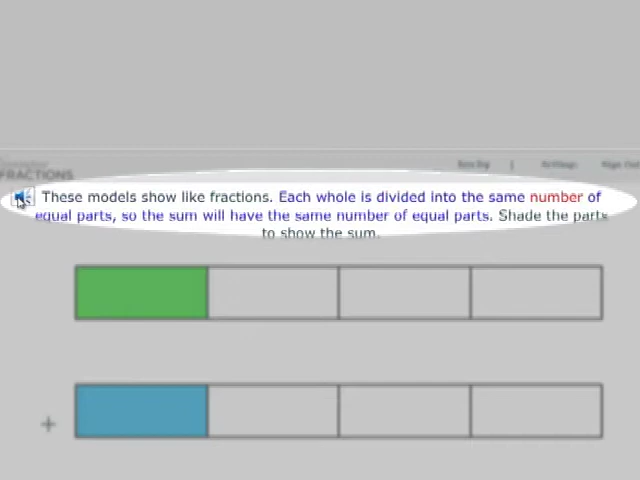 FRACTIONS
These models show like fractions. Each whole is divided into the same number of
equal parts, so the sum will have the same number of equal parts. Shade the parts
to show the sum.
+